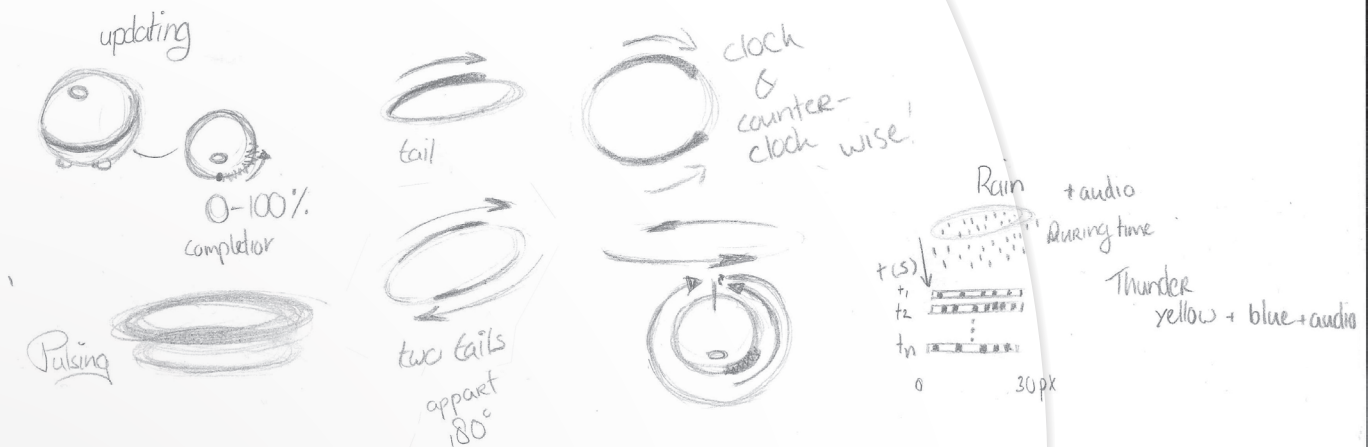 updating
0-100%
completior
Pulsing
tail
two tails
appart
180°
clock
&
counter-
clock wise!
Rain + audio
During time
t(s)
t1
t2
tn
0 30px
Thunder
yellow + blue + audio